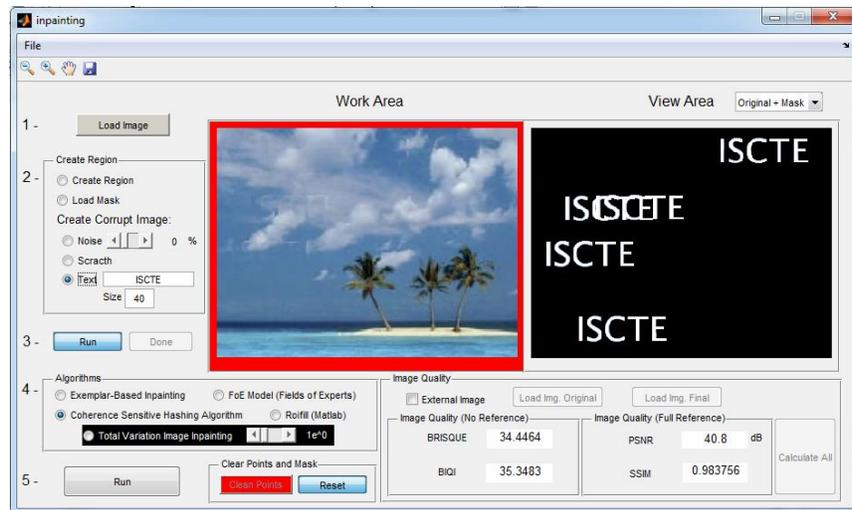 inpainting
File
Work Area
View Area
Original + Mask
1 -
Load Image
Create Region
2 -
Create Region
Load Mask
Create Corrupt Image:
Noise 0 %
Scracth
Text ISCTE
Size 40
ISCTE
ISCTE
ISCTE
ISCTE
ISCTE
3 -
Run Done
Algorithms
4 -
Exemplar-Based Inpainting FoE Model (Fields of Experts)
Coherence Sensitive Hashing Algorithm Roifill (Matlab)
Total Variation Image Inpainting 1e^0
Image Quality
External Image Load Img. Original Load Img. Final
Image Quality (No Reference) Image Quality (Full Reference)
BRISQUE 34.4464 PSNR 40.8 dB
BIQI 35.3483 SSIM 0.983756
Calculate All
5 -
Run
Clear Points and Mask
Clean Points Reset